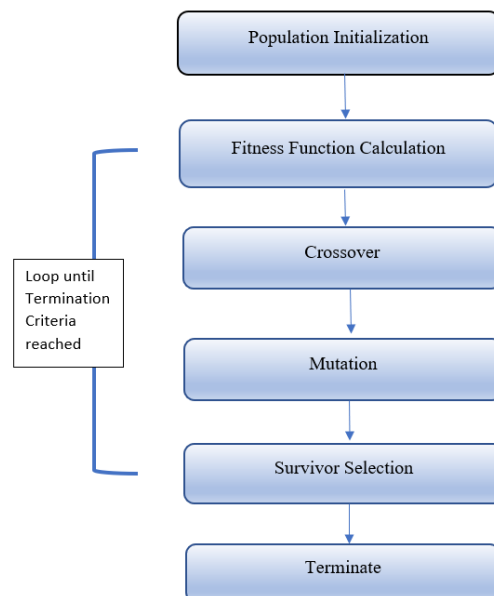 Population Initialization
Fitness Function Calculation
Crossover
Loop until
Termination
Criteria
reached
Mutation
Survivor Selection
Terminate